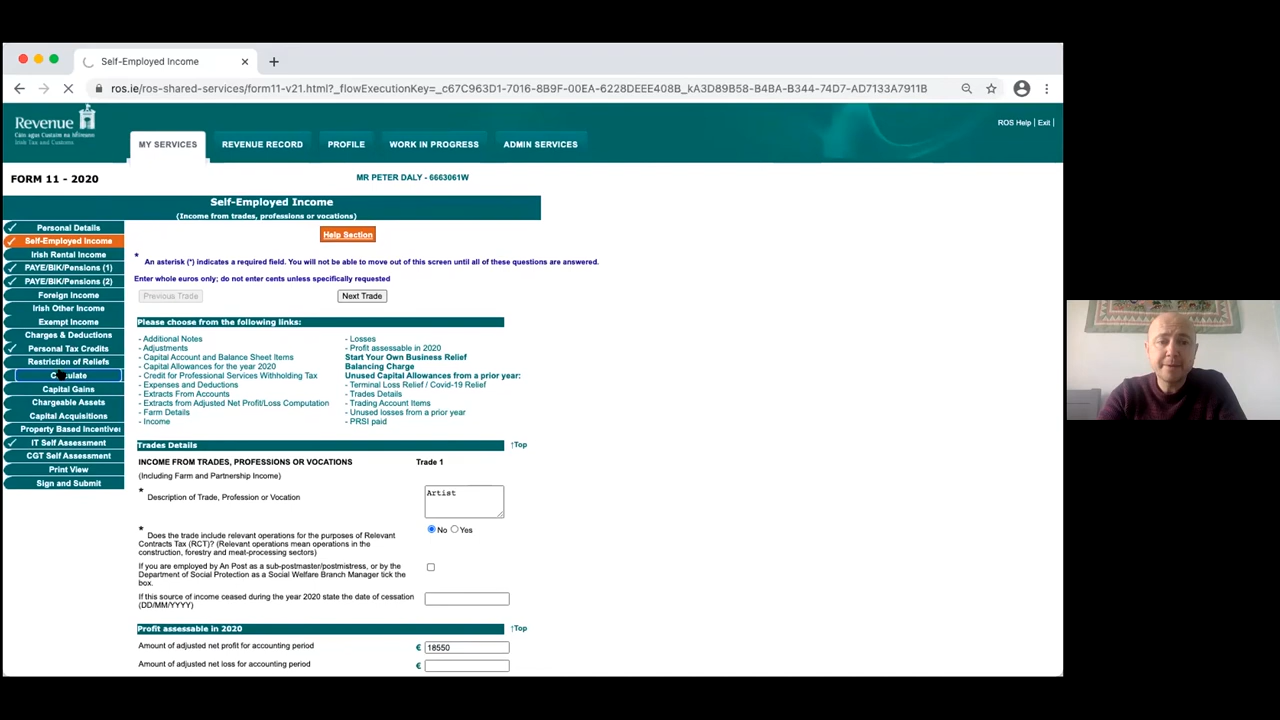 Self-Employed Income
ros.ie/ros-shared-services/form11-v21.html?_flowExecutionKey=_c67C963D1-7016-8B9F-00EA-6228DEEE408B_kA3D89B58-B4BA-B344-74D7-AD7133A7911B
Revenue
Cáin agus Custaim na hÉireann
Irish Tax and Customs
ROS Help | Exit |
MY SERVICES
REVENUE RECORD
PROFILE
WORK IN PROGRESS
ADMIN SERVICES
FORM 11 - 2020
MR PETER DALY - 6663061W
Personal Details
Self-Employed Income
Irish Rental Income
PAYE/BIK/Pensions (1)
PAYE/BIK/Pensions (2)
Foreign Income
Irish Other Income
Exempt Income
Charges & Deductions
Personal Tax Credits
Restriction of Reliefs
Capital Gains
Chargeable Assets
Capital Acquisitions
Property Based Incentives
IT Self Assessment
CGT Self Assessment
Print View
Sign and Submit
Self-Employed Income
(Income from trades, professions or vocations)
Help Section
* An asterisk (*) indicates a required field. You will not be able to move out of this screen until all of these questions are answered.
Enter whole euros only; do not enter cents unless specifically requested
Previous Trade
Next Trade
Please choose from the following links:
- Additional Notes
- Adjustments
- Capital Account and Balance Sheet Items
- Capital Allowances for the year 2020
- Credit for Professional Services Withholding Tax
- Expenses and Deductions
- Extracts From Accounts
- Extracts from Adjusted Net Profit/Loss Computation
- Farm Details
- Income
- Losses
- Profit assessable in 2020
Start Your Own Business Relief
Balancing Charge
Unused Capital Allowances from a prior year:
- Terminal Loss Relief / Covid-19 Relief
- Trades Details
- Trading Account Items
- Unused losses from a prior year
- PRSI paid
Trades Details
↑Top
INCOME FROM TRADES, PROFESSIONS OR VOCATIONS
Trade 1
(Including Farm and Partnership Income)
* Description of Trade, Profession or Vocation
Artist
* Does the trade include relevant operations for the purposes of Relevant
Contracts Tax (RCT)? (Relevant operations mean operations in the
construction, forestry and meat-processing sectors)
No Yes
If you are employed by An Post as a sub-postmaster/postmistress, or by the
Department of Social Protection as a Social Welfare Branch Manager tick the
box.
If this source of income ceased during the year 2020 state the date of cessation
(DD/MM/YYYY)
Profit assessable in 2020
↑Top
Amount of adjusted net profit for accounting period
€ 18550
Amount of adjusted net loss for accounting period
€